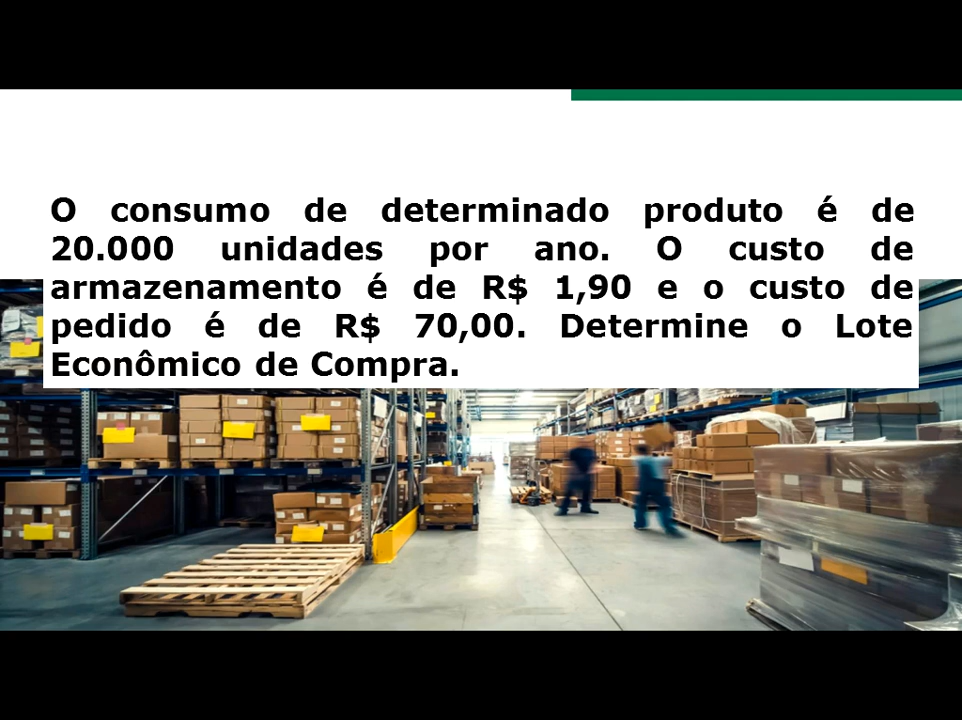 O consumo de determinado produto é de
20.000 unidades por ano. O custo de
armazenamento é de R$ 1,90 e o custo de
pedido é de R$ 70,00. Determine o Lote
Econômico de Compra.